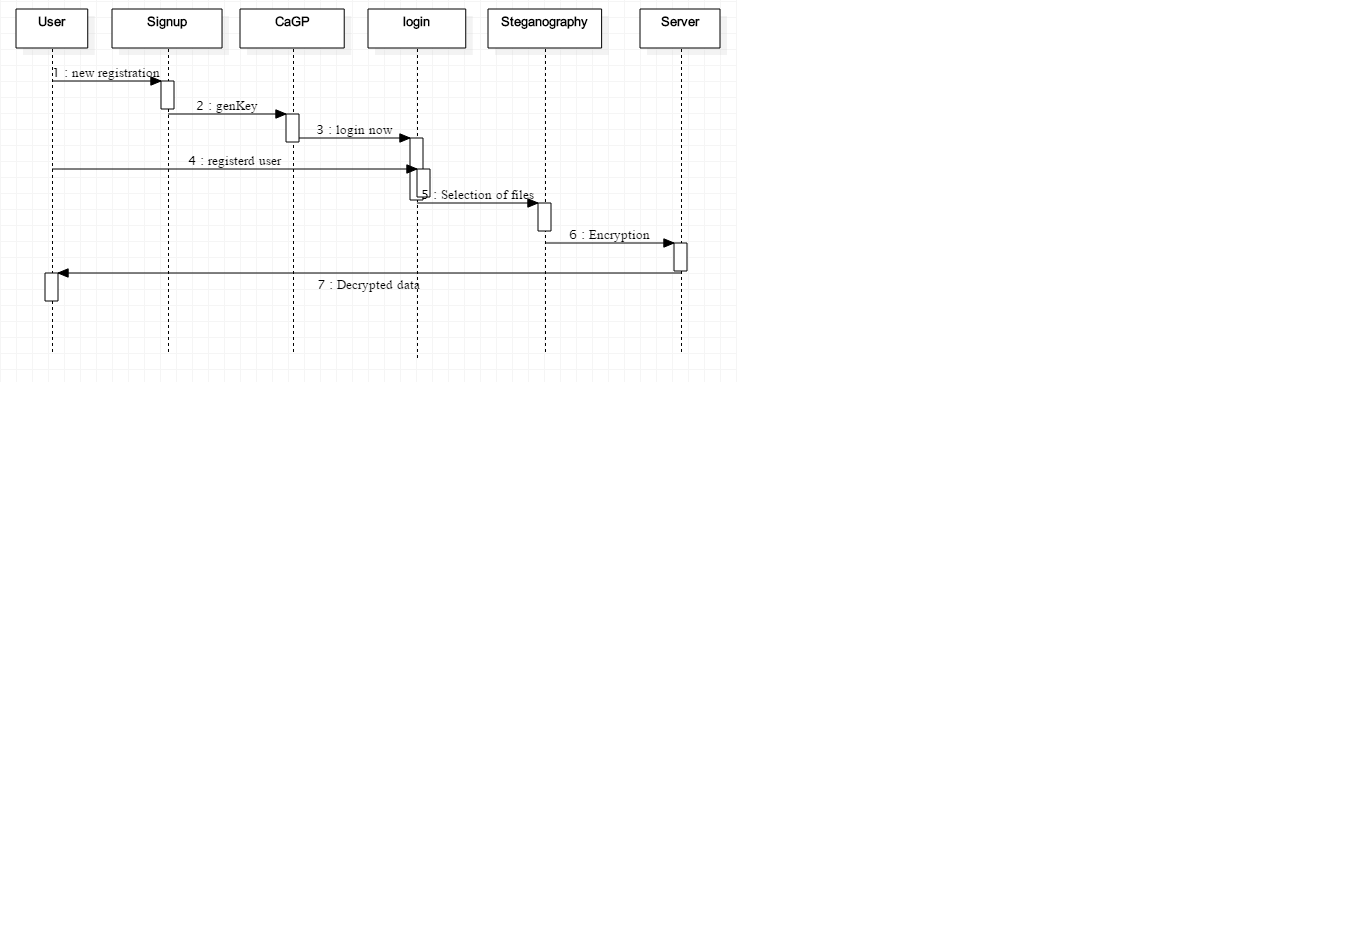 User
Signup
CaGP
login
Steganography
Server
1 : new registration
2 : genKey
3 : login now
4 : registerd user
5 : Selection of files
6 : Encryption
7 : Decrypted data